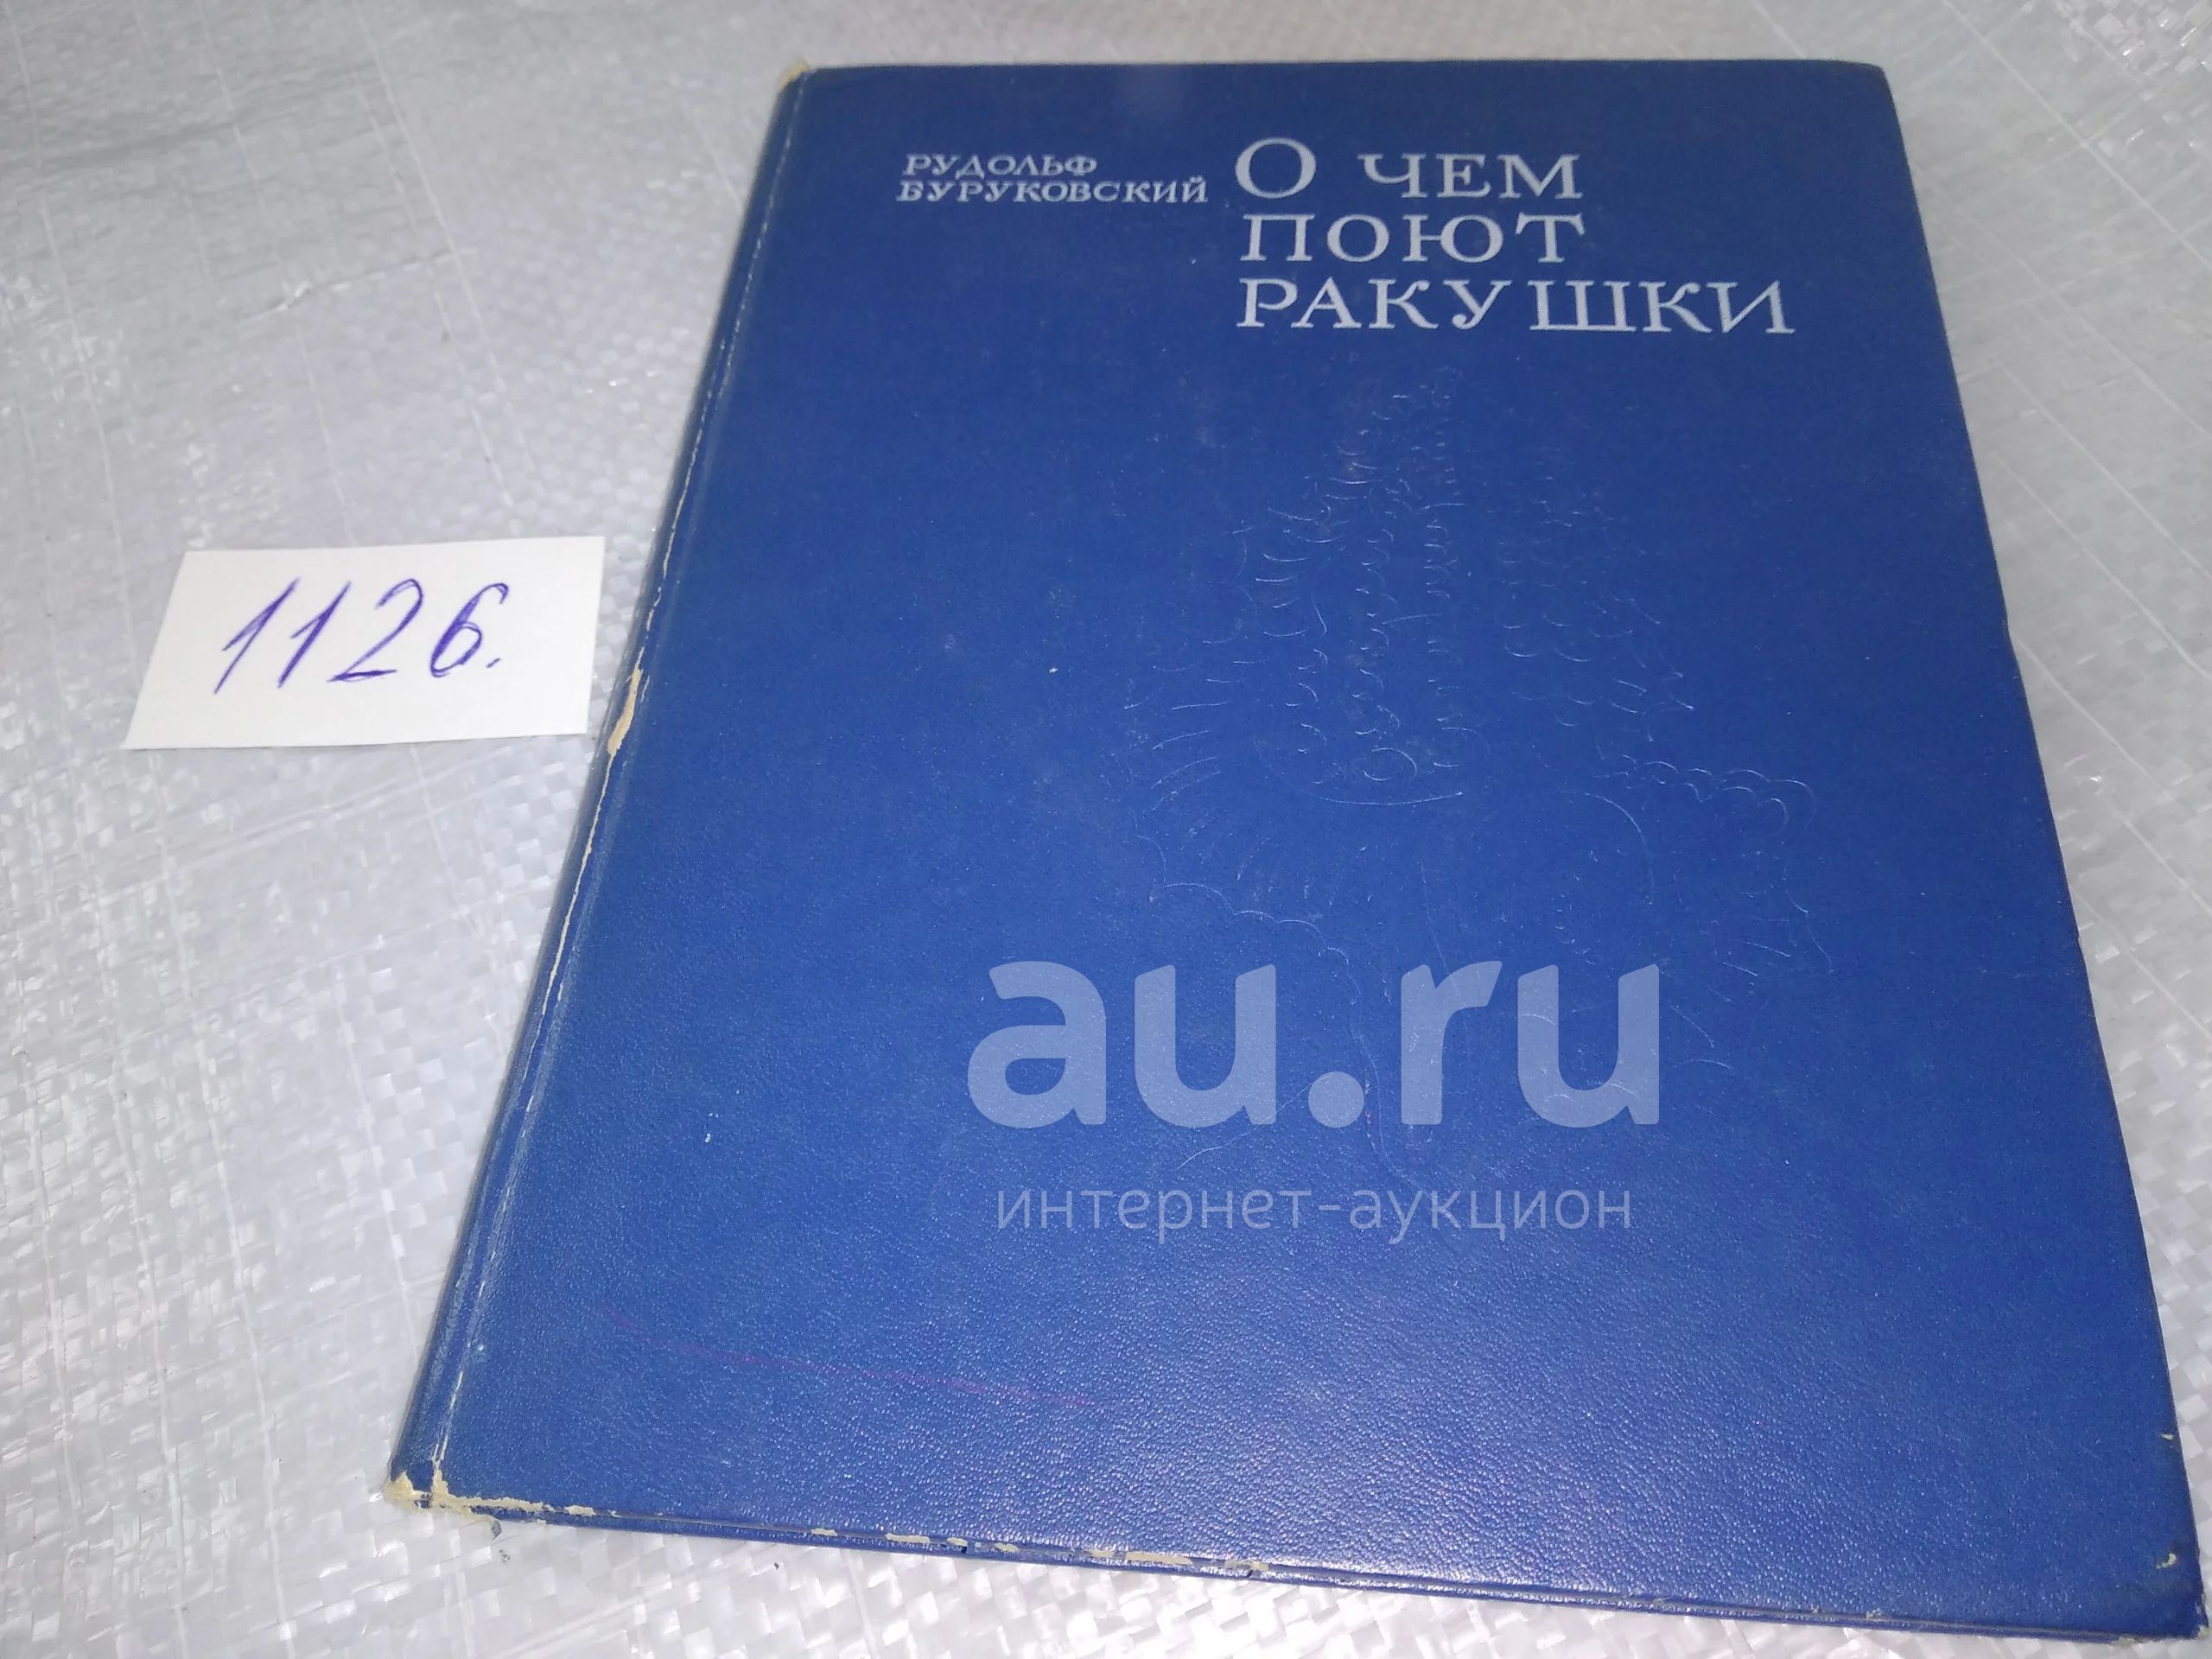 РУДОЛЬФ
БУРУКОВСКИЙ
О ЧЕМ
ПОЮТ
РАКУШКИ
1126.
au.ru
интернет-аукцион